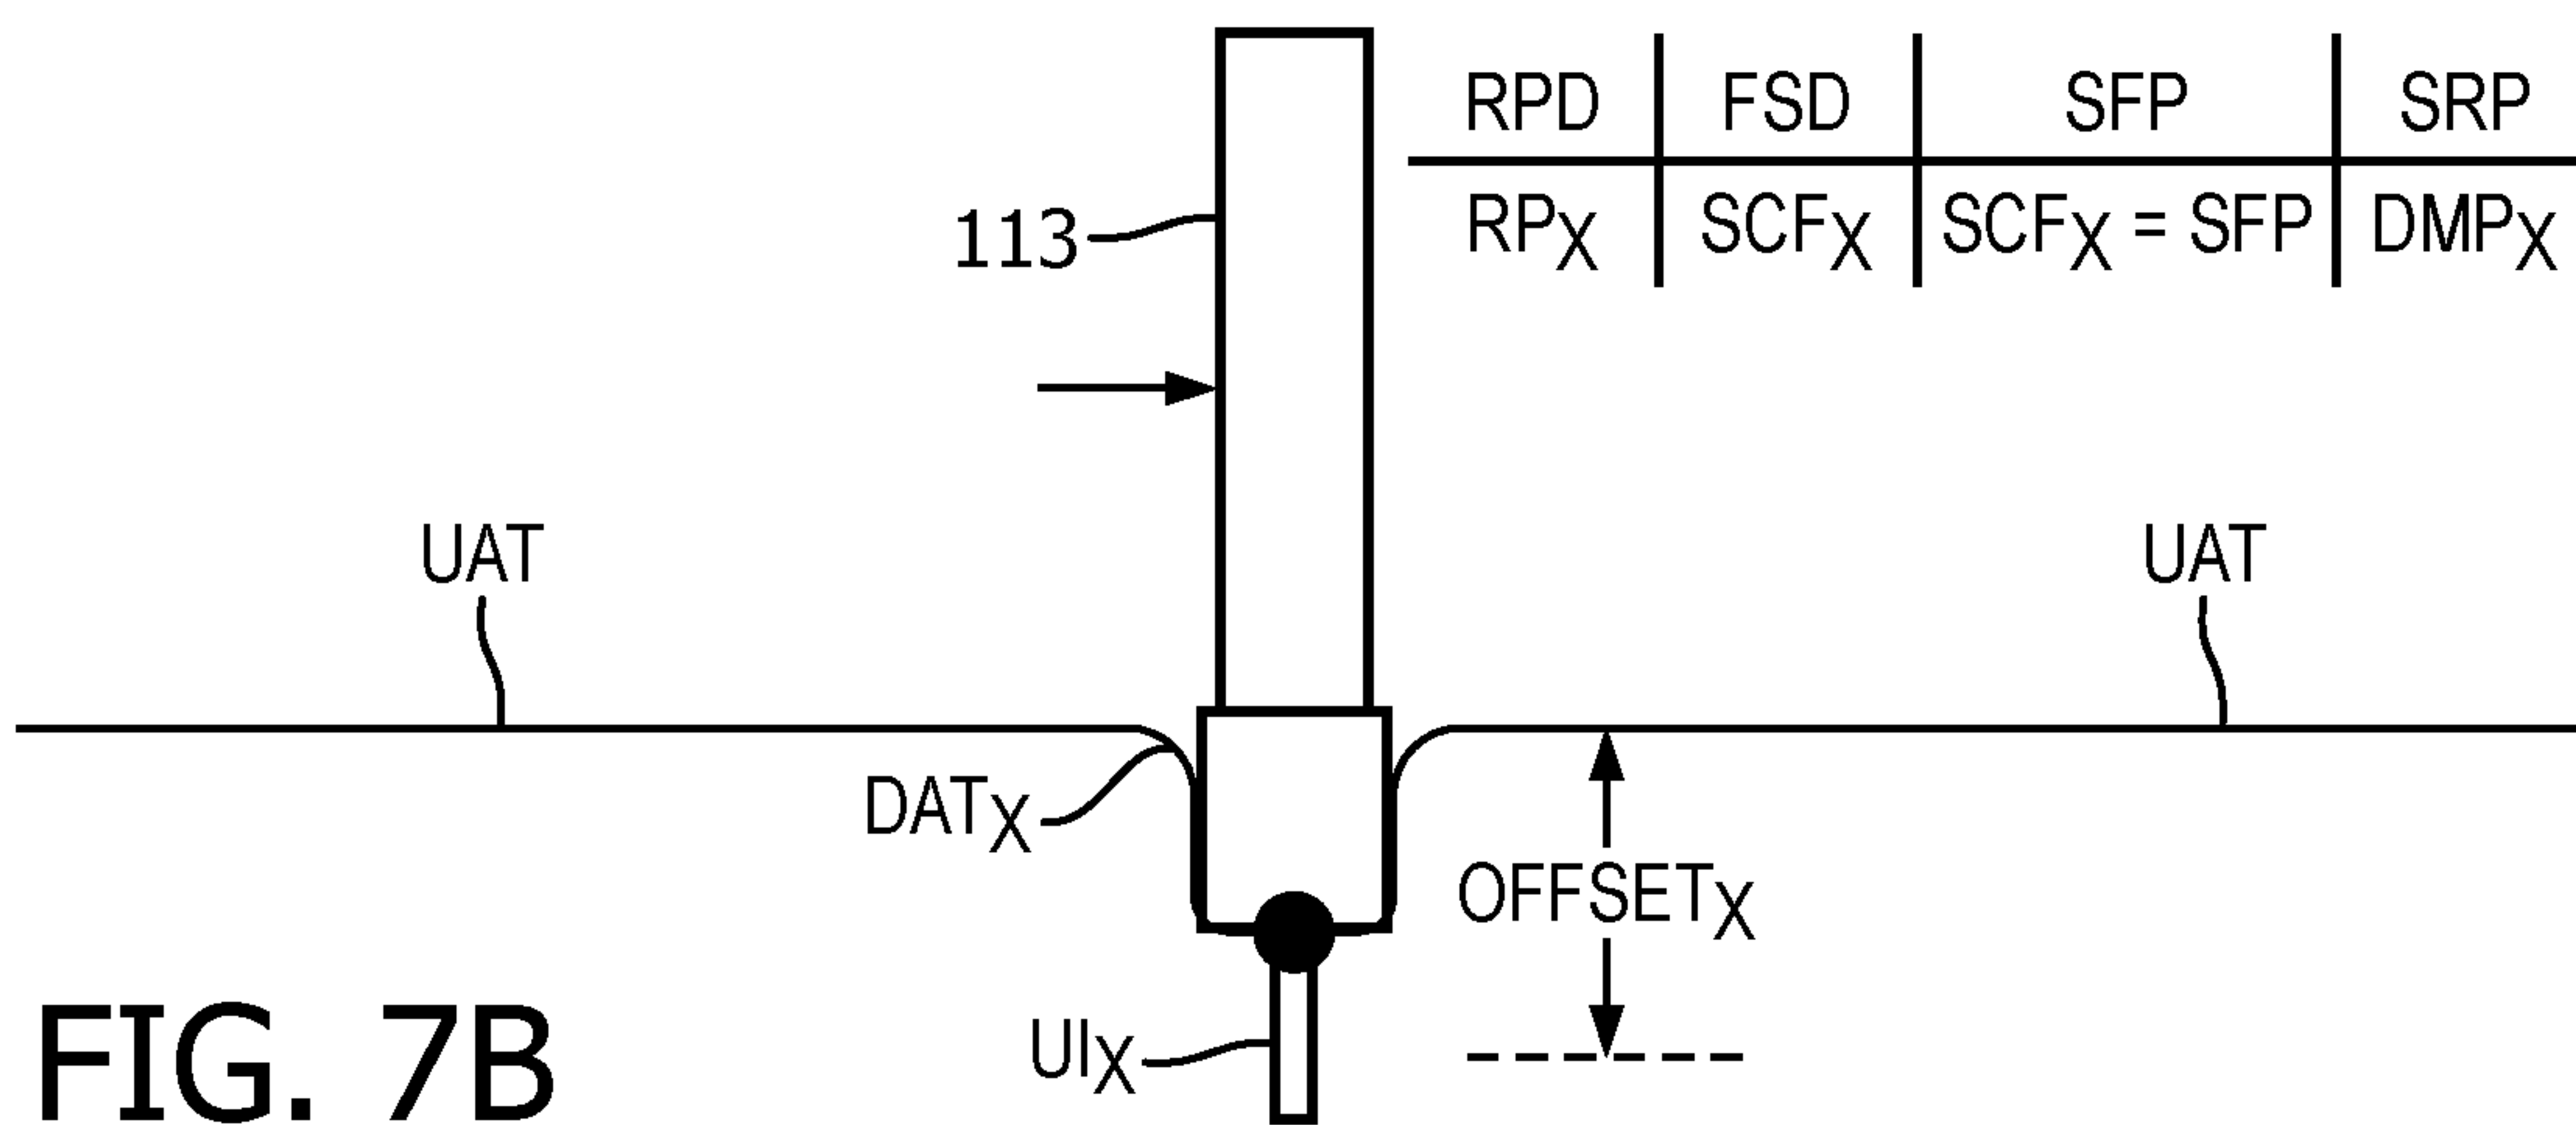 RPD FSD SFP SRP
113 RPX SCFX SCFX = SFP DMPX
UAT UAT
DATX
OFFSETX
UIX
FIG. 7B